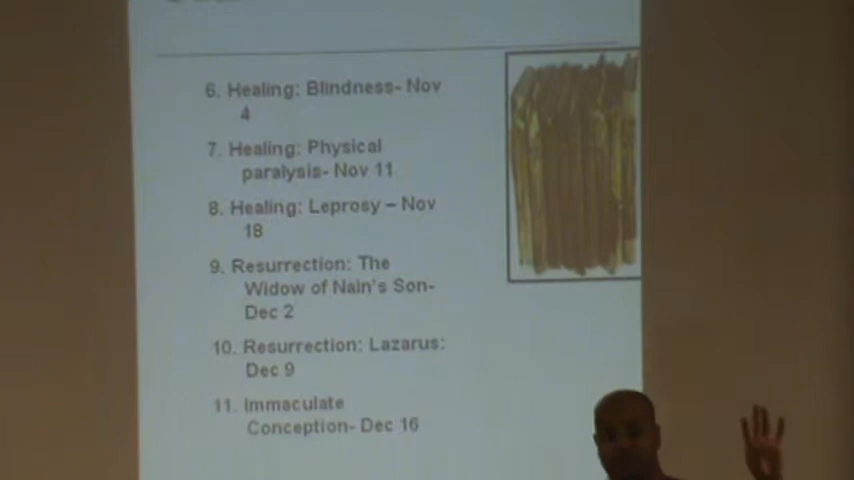 6. Healing: Blindness- Nov
4
7. Healing: Physical
paralysis- Nov 11
8. Healing: Leprosy – Nov
18
9. Resurrection: The
Widow of Nain's Son-
Dec 2
10. Resurrection: Lazarus:
Dec 9
11. Immaculate
Conception- Dec 16